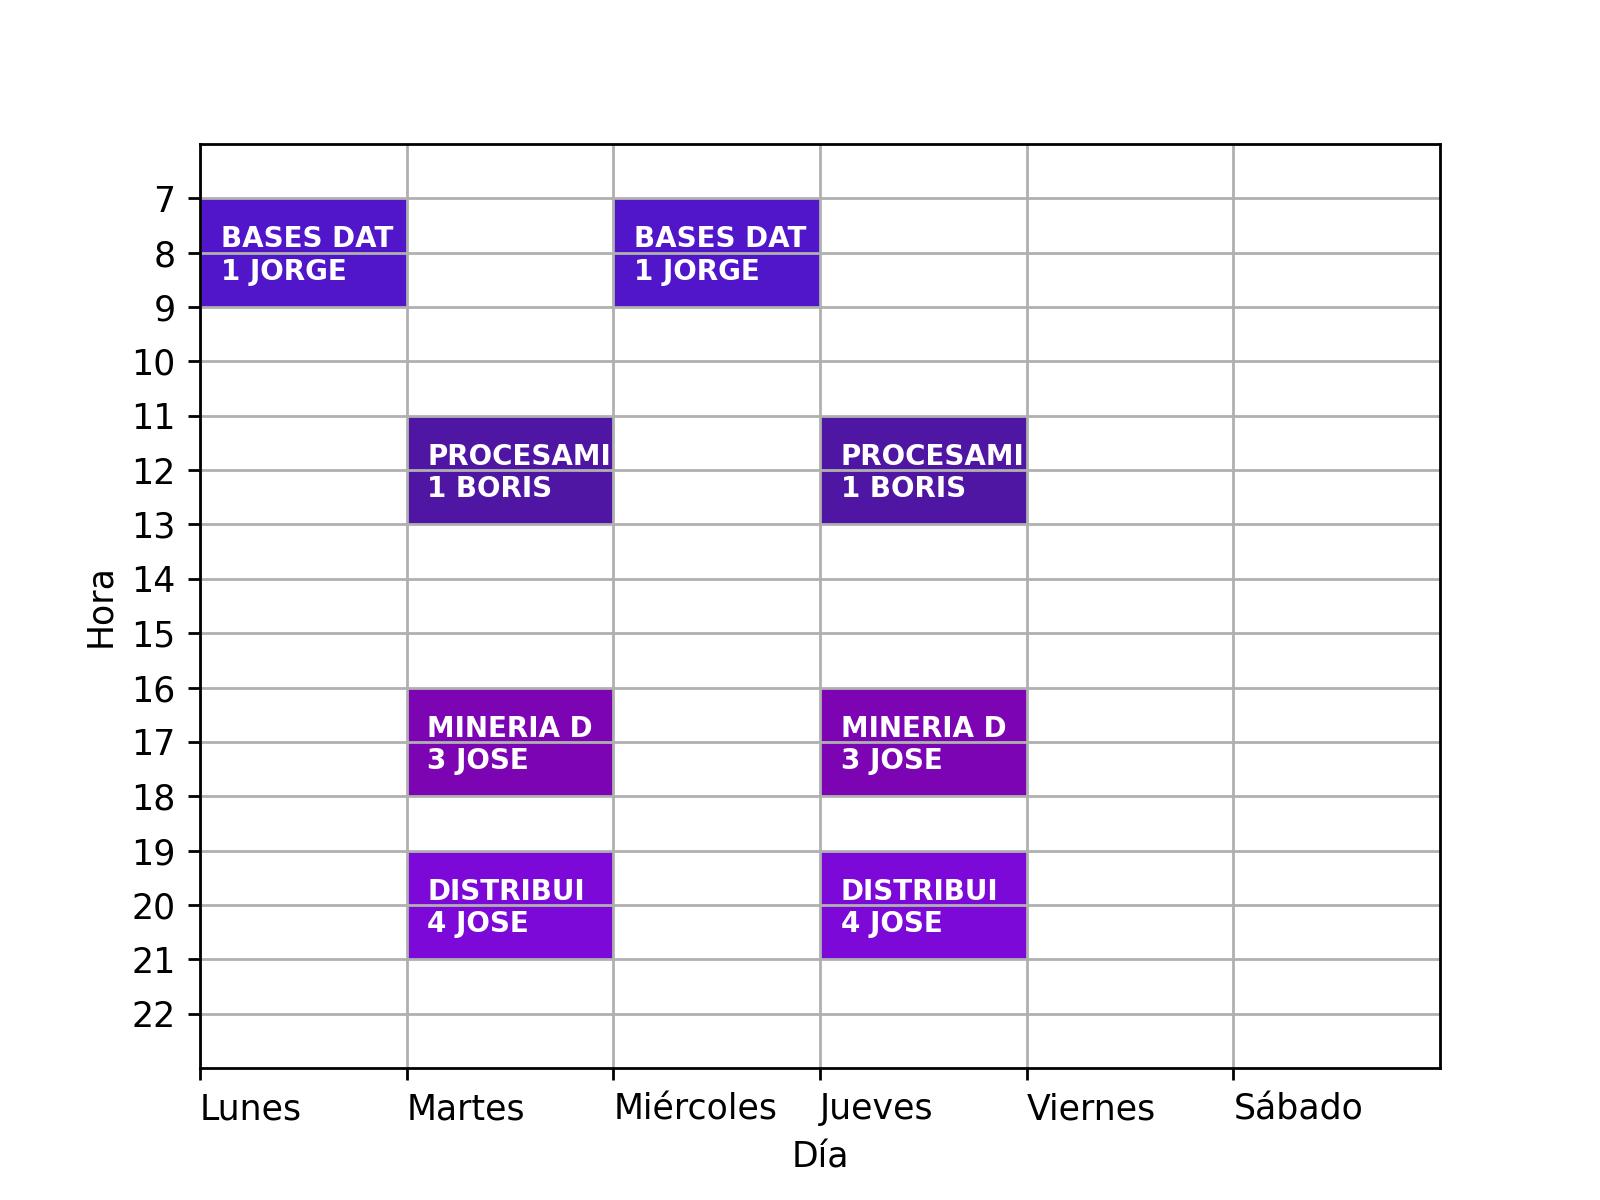 7
BASES DAT
1 JORGE
BASES DAT
1 JORGE
8
9
10
11
PROCESAMI
1 BORIS
PROCESAMI
1 BORIS
12
13
14
Hora
15
16
MINERIA D
3 JOSE
MINERIA D
3 JOSE
17
18
19
DISTRIBUI
4 JOSE
DISTRIBUI
4 JOSE
20
21
22
Lunes Martes Miércoles Jueves Viernes Sábado
Día